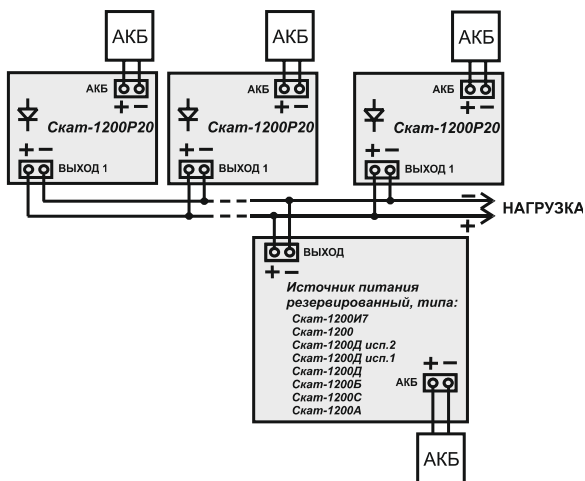 АКБ
АКБ
АКБ
АКБ
+ −
Скат-1200Р20
+ −
ВЫХОД 1
АКБ
+ −
Скат-1200Р20
+ −
ВЫХОД 1
АКБ
+ −
Скат-1200Р20
+ −
ВЫХОД 1
−
НАГРУЗКА
+
ВЫХОД
+ −
Источник питания
резервированный, типа:
Скат-1200И7
Скат-1200
Скат-1200Д исп.2
Скат-1200Д исп.1
Скат-1200Д
Скат-1200Б
Скат-1200С
Скат-1200А
+ −
АКБ
АКБ